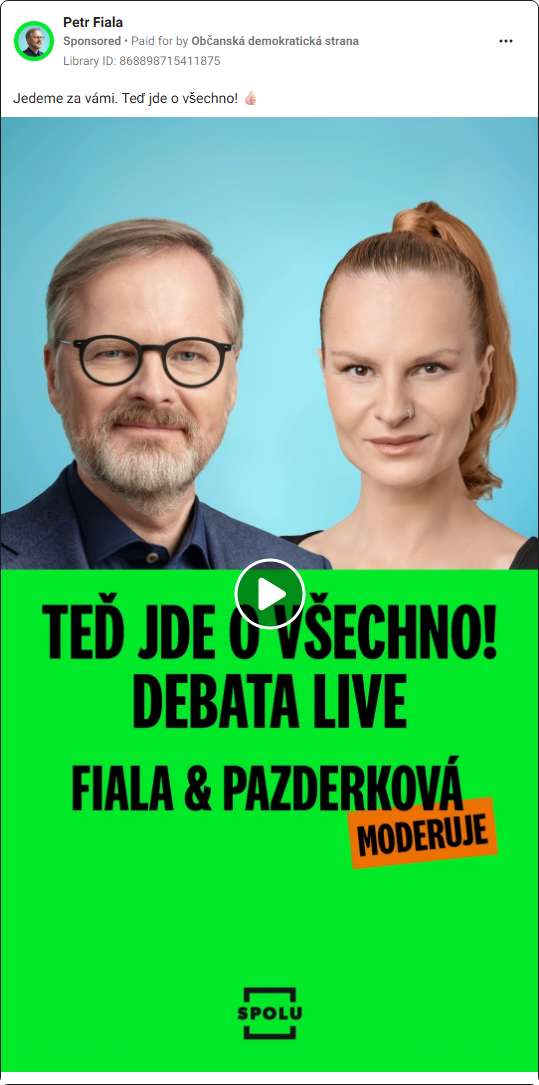 Petr Fiala
Sponsored • Paid for by Občanská demokratická strana
Library ID: 868898715411875
Jedeme za vámi. Teď jde o všechno! 👍🏻
TEĎ JDE O VŠECHNO!
DEBATA LIVE
FIALA & PAZDERKOVÁ
MODERUJE
SPOLU